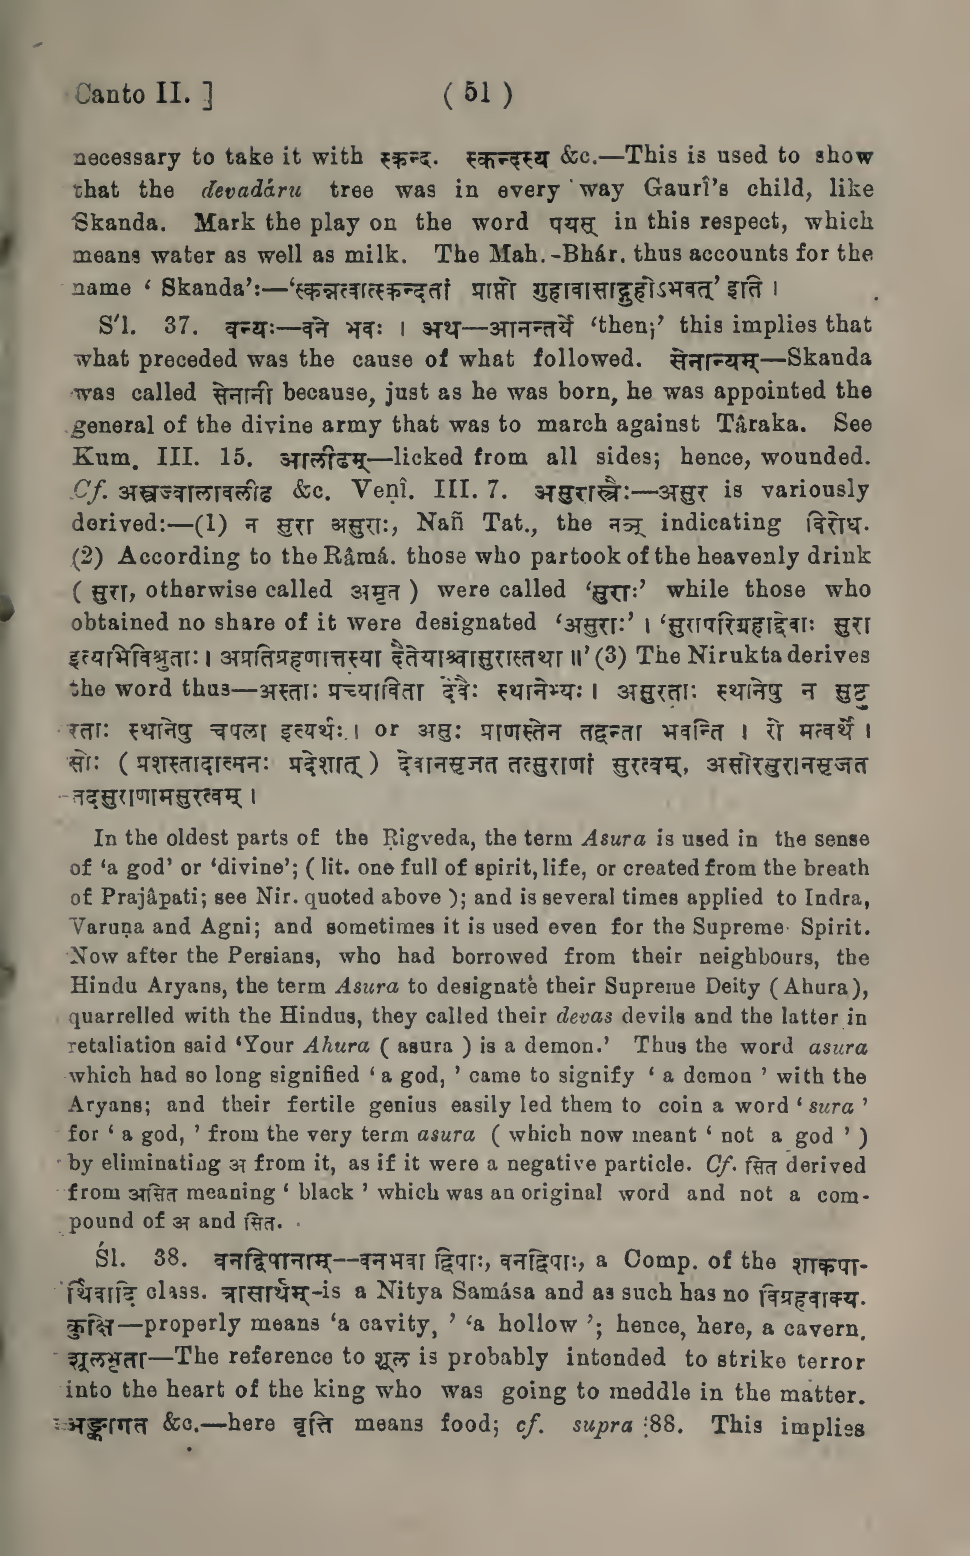 Canto II. ] ( 51 )
necessary to take it with स्कन्द. स्कन्दस्य &c.—This is used to show
that the devadáru tree was in every way Gaurî's child, like
Skanda. Mark the play on the word पयस् in this respect, which
means water as well as milk. The Mah.-Bhár. thus accounts for the
name ' Skanda':—'स्कन्नत्वात्स्कन्दतां प्राप्तो गुहावासाद्गुहोऽभवत्' इति ।
S'l. 37. वन्यः—वने भवः । अथ—आनन्तर्ये 'then;' this implies that
what preceded was the cause of what followed. सेनान्यम्—Skanda
was called सेनानी because, just as he was born, he was appointed the
general of the divine army that was to march against Târaka. See
Kum. III. 15. आलीढम्—licked from all sides; hence, wounded.
Cf. अस्त्रज्वालावलीढ &c. Veṇî. III. 7. असुरास्त्रैः—असुर is variously
derived:—(1) न सुरा असुराः, Nañ Tat., the नञ् indicating विरोध.
(2) According to the Râmá. those who partook of the heavenly drink
( सुरा, otherwise called अमृत ) were called 'सुराः' while those who
obtained no share of it were designated 'असुराः' । 'सुरापरिग्रहाद्देवाः सुरा
इत्यभिविश्रुताः । अप्रतिग्रहणात्तस्या दैतेयाश्चासुरास्तथा ॥' (3) The Nirukta derives
the word thus—अस्ताः प्रच्याविता देवैः स्थानेभ्यः । असुरताः स्थानेषु न सुष्टु
रताः स्थानेषु चपला इत्यर्थः । or असुः प्राणस्तेन तद्वन्ता भवन्ति । रो मत्वर्थे ।
सोः ( प्रशस्तादात्मनः प्रदेशात् ) देवानसृजत तत्सुराणां सुरत्वम्, असोरसुरानसृजत
तदसुराणामसुरत्वम् ।
In the oldest parts of the Ṛigveda, the term Asura is used in the sense
of 'a god' or 'divine'; ( lit. one full of spirit, life, or created from the breath
of Prajâpati; see Nir. quoted above ); and is several times applied to Indra,
Varuṇa and Agni; and sometimes it is used even for the Supreme Spirit.
Now after the Persians, who had borrowed from their neighbours, the
Hindu Aryans, the term Asura to designate their Supreme Deity ( Ahura ),
quarrelled with the Hindus, they called their devas devils and the latter in
retaliation said 'Your Ahura ( asura ) is a demon.' Thus the word asura
which had so long signified ' a god, ' came to signify ' a demon ' with the
Aryans; and their fertile genius easily led them to coin a word ' sura '
for ' a god, ' from the very term asura ( which now meant ' not a god ' )
by eliminating अ from it, as if it were a negative particle. Cf. सित derived
from असित meaning ' black ' which was an original word and not a com-
pound of अ and सित.
Śl. 38. वनद्विपानाम्--वनभवा द्विपाः, वनद्विपाः, a Comp. of the शाकपा-
र्थिवादि class. त्रासार्थम्-is a Nitya Samása and as such has no विग्रहवाक्य.
कुक्षि—properly means 'a cavity, ' 'a hollow '; hence, here, a cavern.
शूलभृता—The reference to शूल is probably intended to strike terror
into the heart of the king who was going to meddle in the matter.
अङ्कागत &c.—here वृत्ति means food; cf. supra 88. This implies